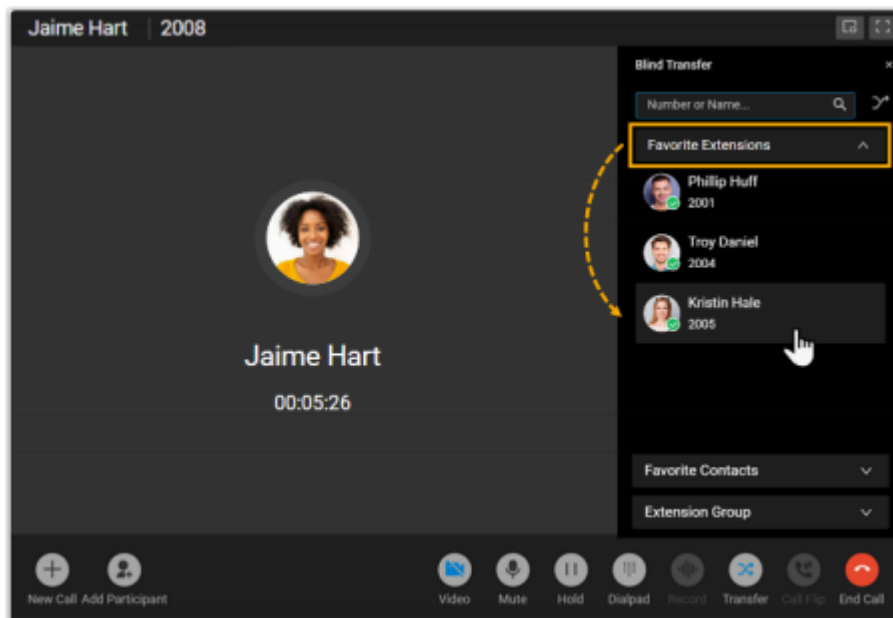 Jaime Hart 2008
Blind Transfer
Number or Name...
Favorite Extensions
Phillip Huff
2001
Troy Daniel
2004
Kristin Hale
2005
Jaime Hart
00:05:26
Favorite Contacts
Extension Group
New Call Add Participant Video Mute Hold Dialpad Record Transfer Call Flip End Call